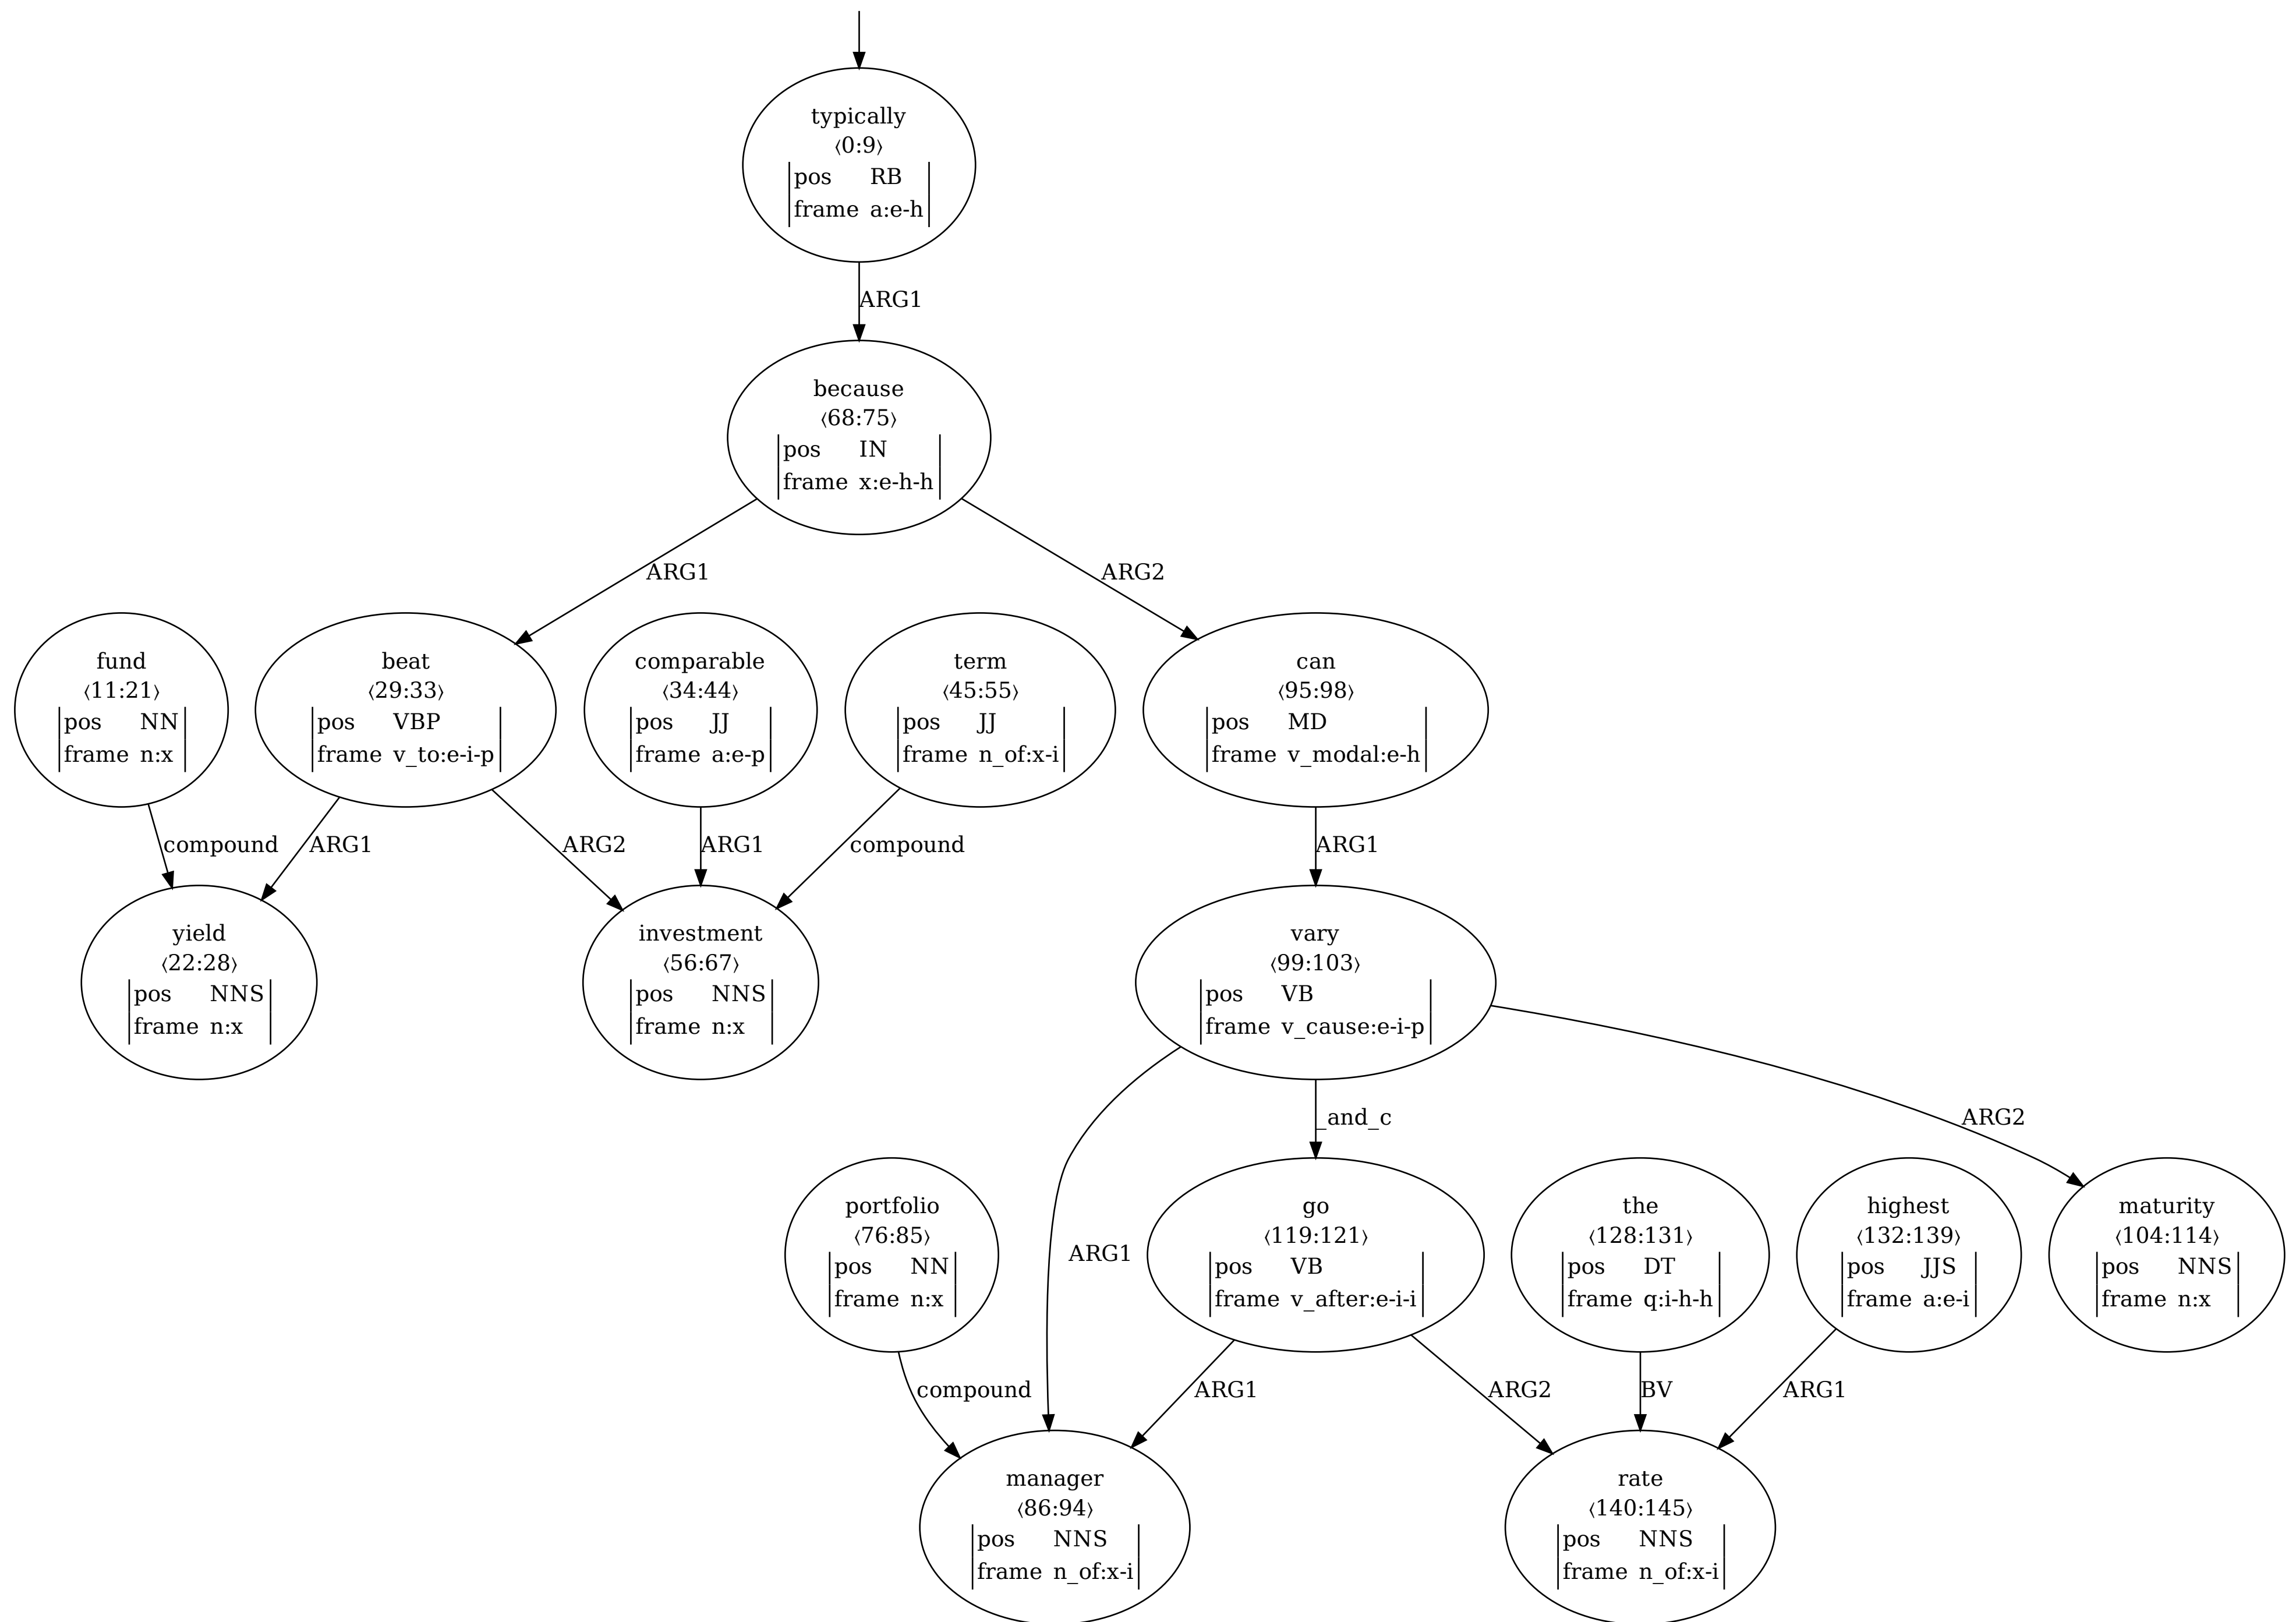 typically
⟨0:9⟩
pos RB
frame a:e-h
ARG1
because
⟨68:75⟩
pos IN
frame x:e-h-h
ARG1
ARG2
fund
⟨11:21⟩
pos NN
frame n:x
beat
⟨29:33⟩
pos VBP
frame v_to:e-i-p
comparable
⟨34:44⟩
pos JJ
frame a:e-p
term
⟨45:55⟩
pos JJ
frame n_of:x-i
can
⟨95:98⟩
pos MD
frame v_modal:e-h
compound
ARG1
ARG2
ARG1
compound
ARG1
yield
⟨22:28⟩
pos NNS
frame n:x
investment
⟨56:67⟩
pos NNS
frame n:x
vary
⟨99:103⟩
pos VB
frame v_cause:e-i-p
_and_c
ARG2
ARG1
portfolio
⟨76:85⟩
pos NN
frame n:x
go
⟨119:121⟩
pos VB
frame v_after:e-i-i
the
⟨128:131⟩
pos DT
frame q:i-h-h
highest
⟨132:139⟩
pos JJS
frame a:e-i
maturity
⟨104:114⟩
pos NNS
frame n:x
compound
ARG1
ARG2
BV
ARG1
manager
⟨86:94⟩
pos NNS
frame n_of:x-i
rate
⟨140:145⟩
pos NNS
frame n_of:x-i